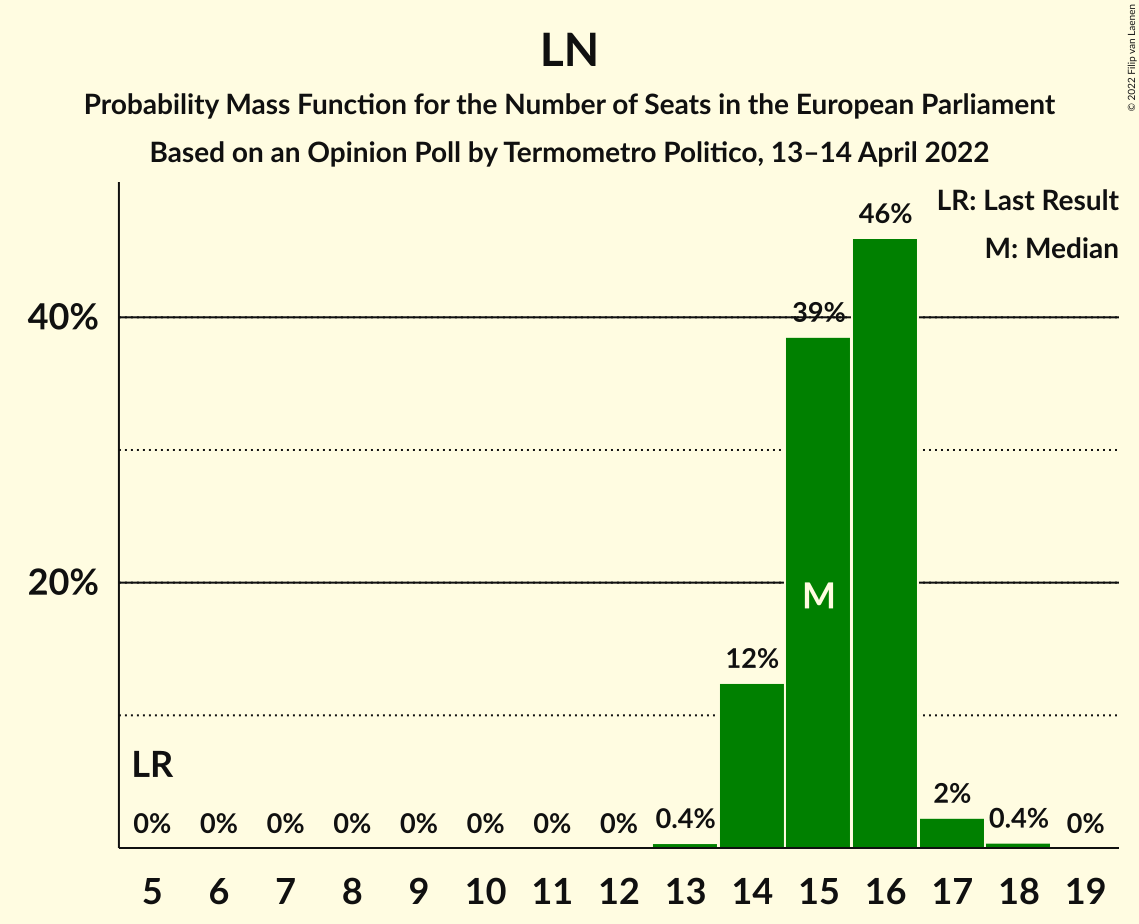 LN
Probability Mass Function for the Number of Seats in the European Parliament
Based on an Opinion Poll by Termometro Politico, 13–14 April 2022
© 2022 Filip van Laenen
LR: Last Result
M: Median
46%
40%
39%
20%
M
12%
LR
0% 0% 0% 0% 0% 0% 0% 0% 0.4% 2% 0.4% 0%
5 6 7 8 9 10 11 12 13 14 15 16 17 18 19